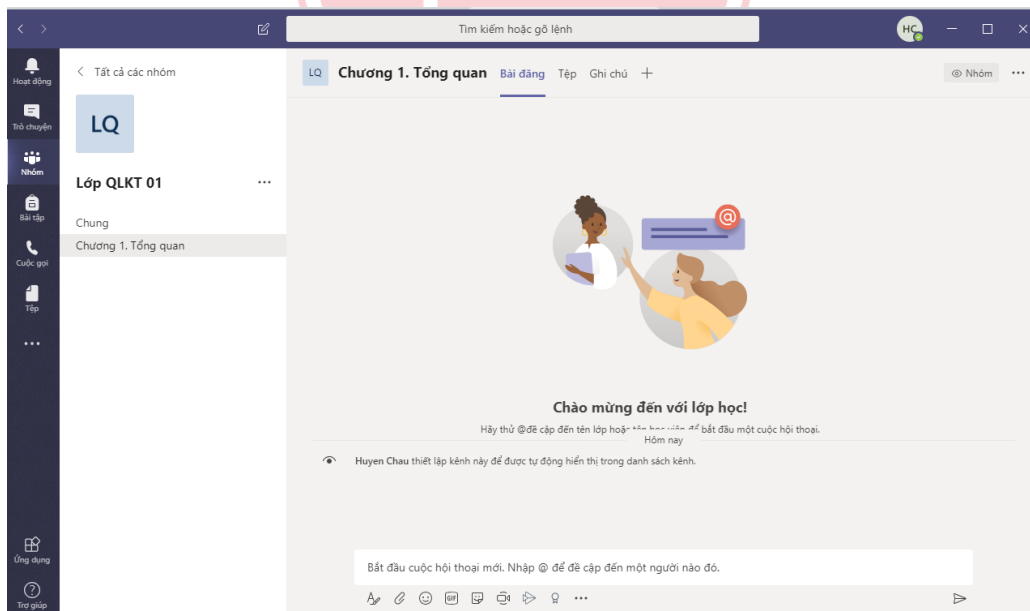 Tìm kiếm hoặc gõ lệnh
HC
Hoạt động
Trò chuyện
Nhóm
Bài tập
Cuộc gọi
Tệp
Ứng dụng
Trợ giúp
Tất cả các nhóm
LQ
Lớp QLKT 01
Chung
Chương 1. Tổng quan
LQ Chương 1. Tổng quan Bài đăng Tệp Ghi chú Nhóm
@
Chào mừng đến với lớp học!
Hãy thử @đề cập đến tên lớp hoặc tên học viên để bắt đầu một cuộc hội thoại.
Hôm nay
Huyen Chau thiết lập kênh này để được tự động hiển thị trong danh sách kênh.
Bắt đầu cuộc hội thoại mới. Nhập @ để đề cập đến một người nào đó.
GIF